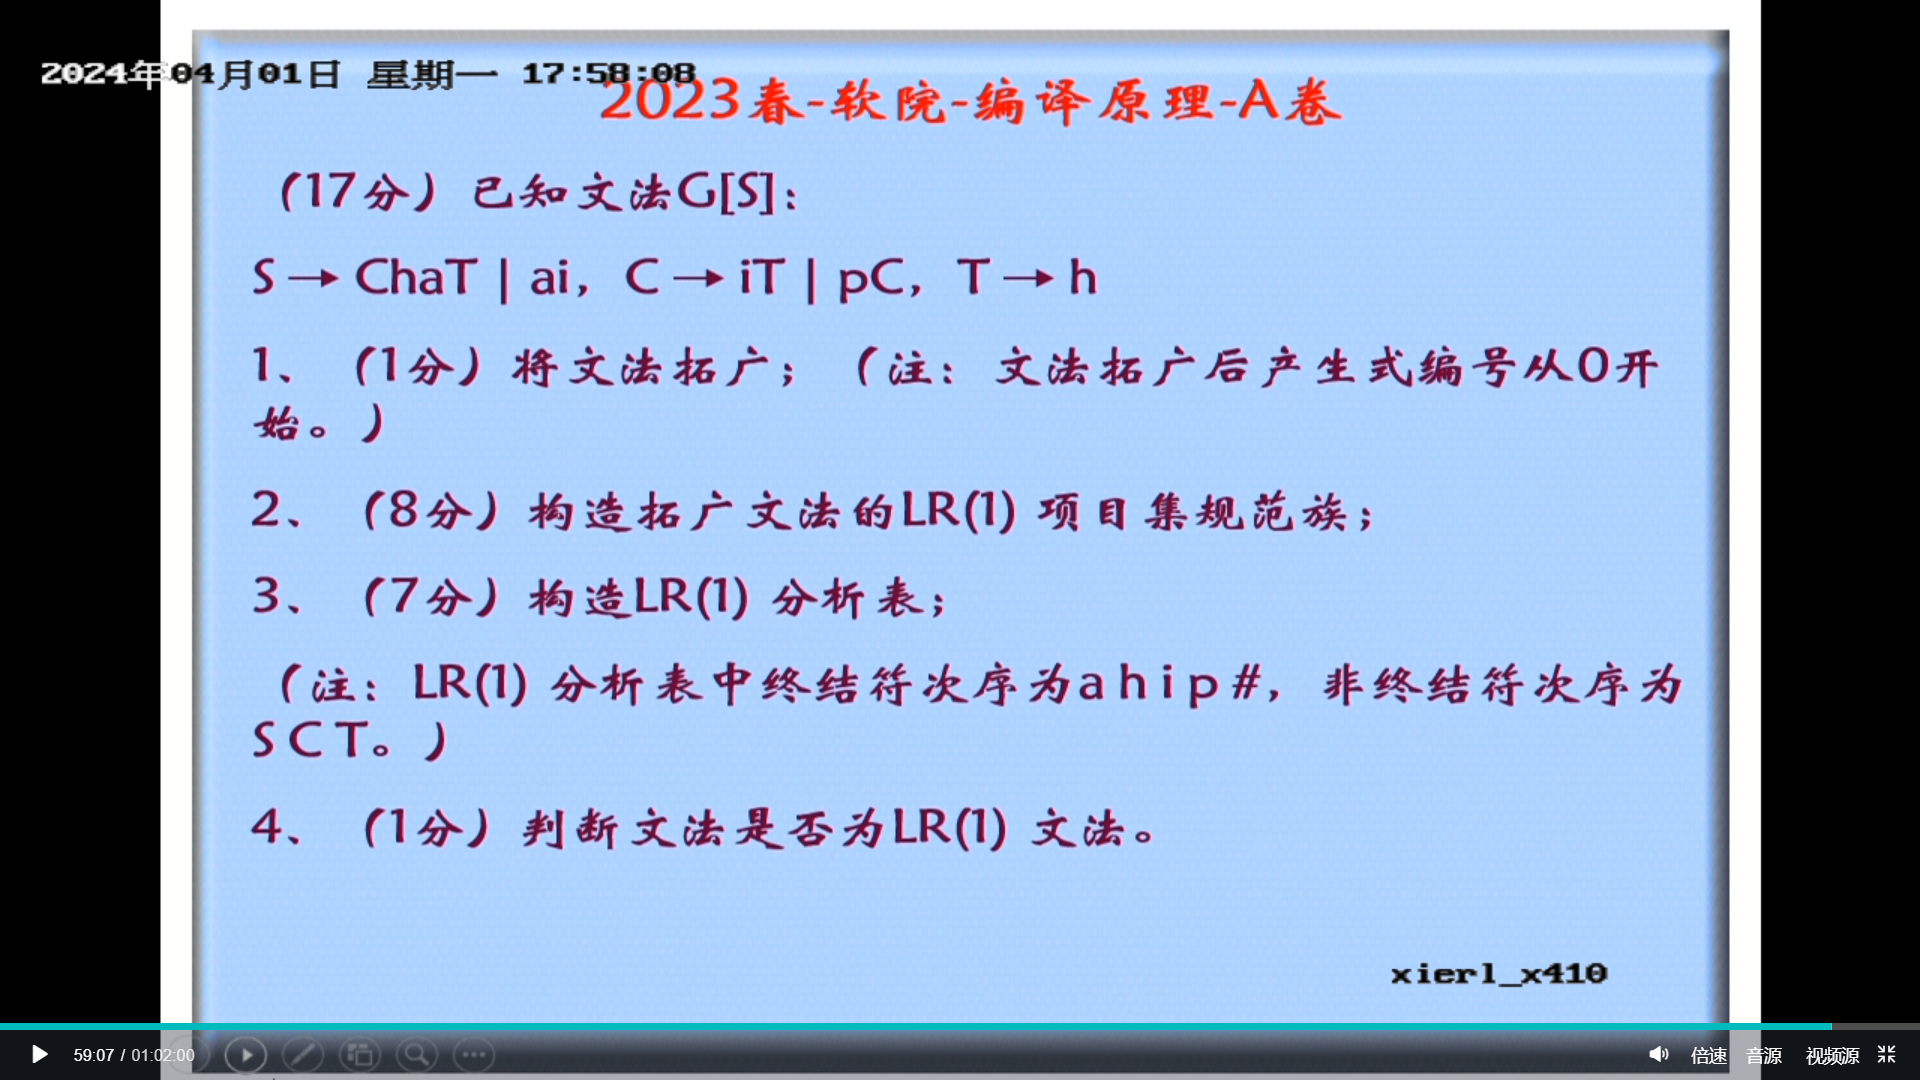 2024年04月01日 星期一 17:58:08
2023春-软院-编译原理-A卷
（17分）已知文法G[S]：
S → ChaT | ai，C → iT | pC，T → h
1、（1分）将文法拓广；（注：文法拓广后产生式编号从0开
始。）
2、（8分）构造拓广文法的LR(1) 项目集规范族；
3、（7分）构造LR(1) 分析表；
（注：LR(1) 分析表中终结符次序为a h i p #，非终结符次序为
S C T。）
4、（1分）判断文法是否为LR(1) 文法。
xierl_x410
59:07 / 01:02:00
倍速 音源 视频源